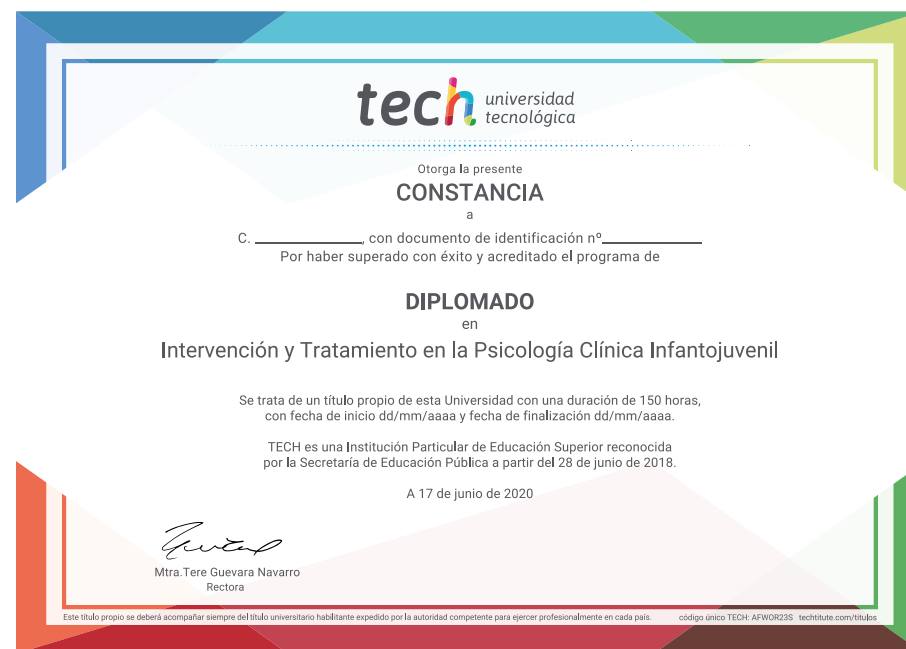 tech universidad
tecnológica
Otorga la presente
CONSTANCIA
a
C. ____________, con documento de identificación nº___________
Por haber superado con éxito y acreditado el programa de
DIPLOMADO
en
Intervención y Tratamiento en la Psicología Clínica Infantojuvenil
Se trata de un título propio de esta Universidad con una duración de 150 horas,
con fecha de inicio dd/mm/aaaa y fecha de finalización dd/mm/aaaa.
TECH es una Institución Particular de Educación Superior reconocida
por la Secretaría de Educación Pública a partir del 28 de junio de 2018.
A 17 de junio de 2020
Mtra.Tere Guevara Navarro
Rectora
Este título propio se deberá acompañar siempre del título universitario habilitante expedido por la autoridad competente para ejercer profesionalmente en cada país. código único TECH: AFWOR23S techtitute.com/titulos